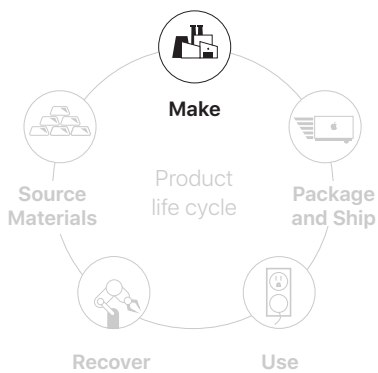 Make
Source
Materials
Product
life cycle
Package
and Ship
Recover
Use